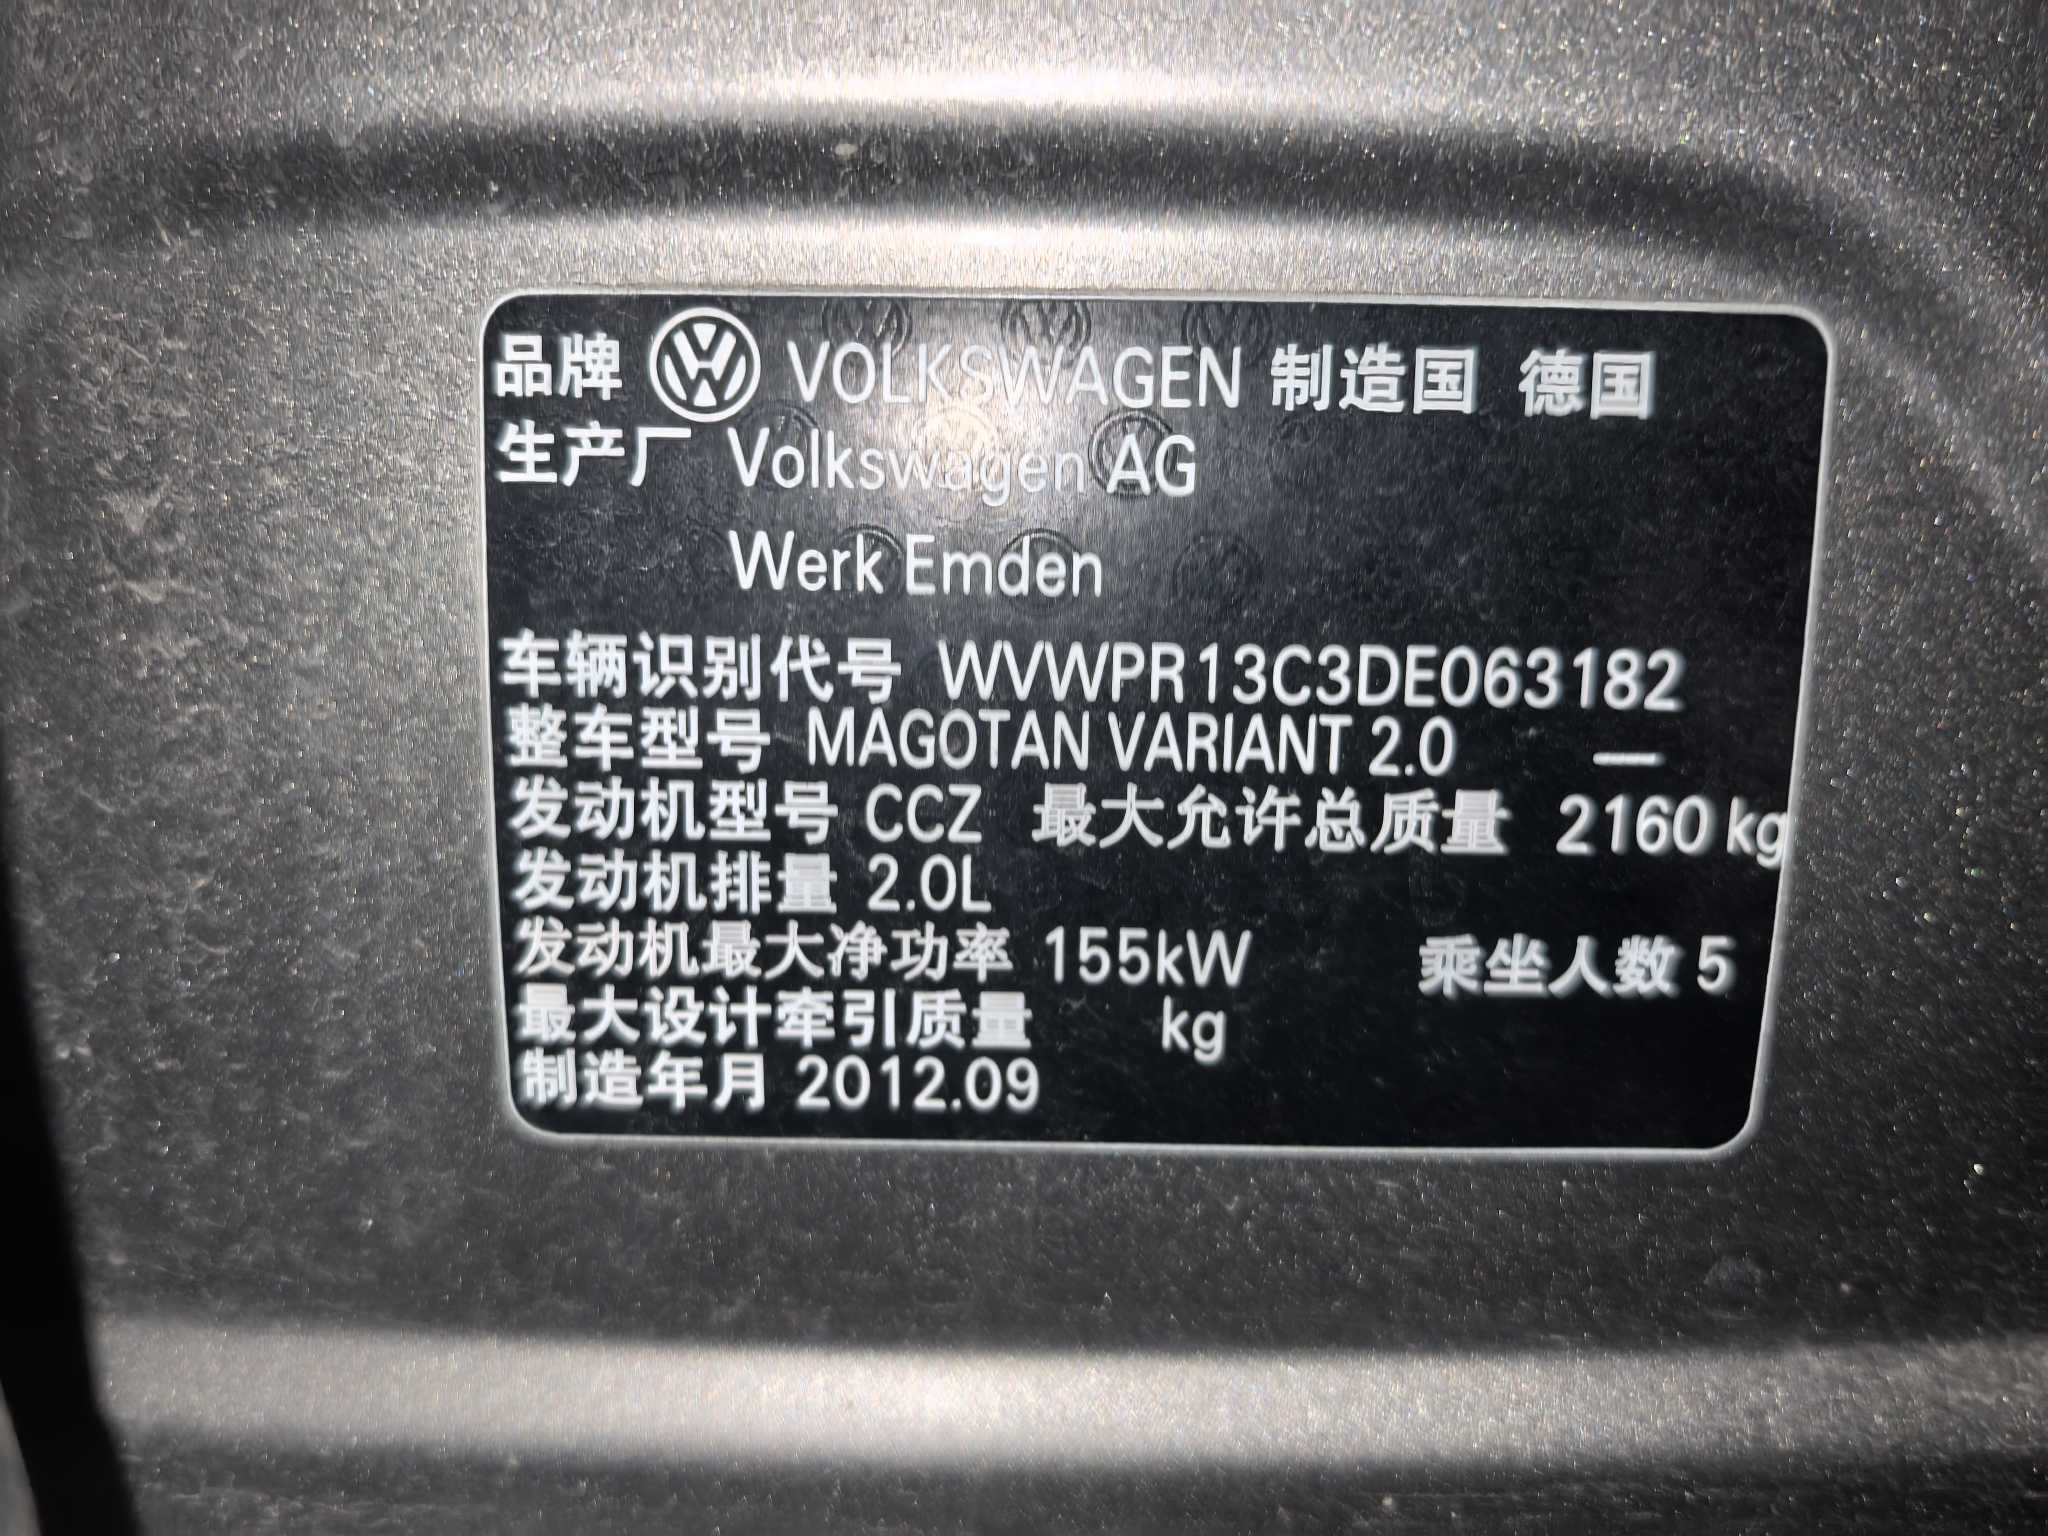 品牌 VOLKSWAGEN 制造国 德国
生产厂 Volkswagen AG
Werk Emden
车辆识别代号 WVWPR13C3DE063182
整车型号 MAGOTAN VARIANT 2.0 —
发动机型号 CCZ 最大允许总质量 2160 kg
发动机排量 2.0L
发动机最大净功率 155kW 乘坐人数 5
最大设计牵引质量 kg
制造年月 2012.09